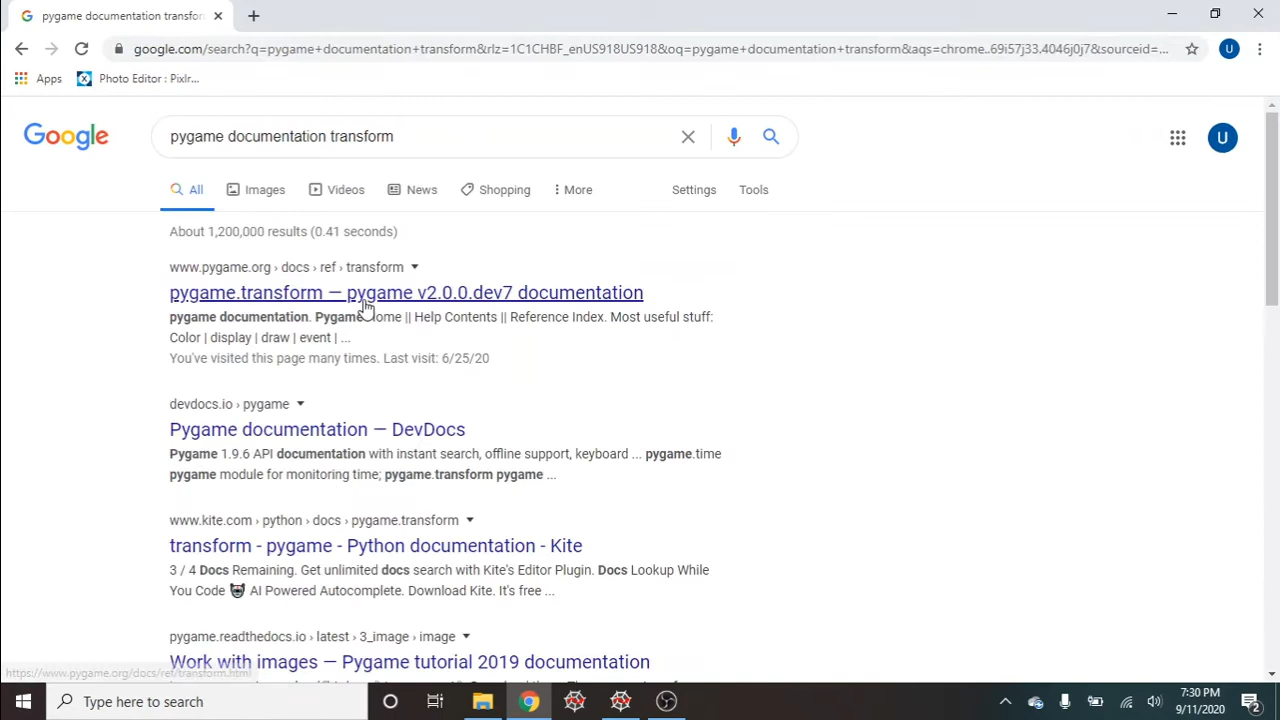 pygame documentation transfor
google.com/search?q=pygame+documentation+transform&rlz=1C1CHBF_enUS918US918&oq=pygame+documentation+transform&aqs=chrome..69i57j33.4046j0j7&sourceid=...
U
Apps
Photo Editor : Pixlr...
Google
pygame documentation transform
U
All
Images
Videos
News
Shopping
More
Settings
Tools
About 1,200,000 results (0.41 seconds)
www.pygame.org › docs › ref › transform
pygame.transform — pygame v2.0.0.dev7 documentation
pygame documentation. Pygame Home || Help Contents || Reference Index. Most useful stuff:
Color | display | draw | event | ...
You've visited this page many times. Last visit: 6/25/20
devdocs.io › pygame
Pygame documentation — DevDocs
Pygame 1.9.6 API documentation with instant search, offline support, keyboard ... pygame.time
pygame module for monitoring time; pygame.transform pygame ...
www.kite.com › python › docs › pygame.transform
transform - pygame - Python documentation - Kite
3 / 4 Docs Remaining. Get unlimited docs search with Kite's Editor Plugin. Docs Lookup While
You Code AI Powered Autocomplete. Download Kite. It's free ...
pygame.readthedocs.io › latest › 3_image › image
Work with images — Pygame tutorial 2019 documentation
https://www.pygame.org/docs/ref/transform.html
Type here to search
7:30 PM
9/11/2020
2